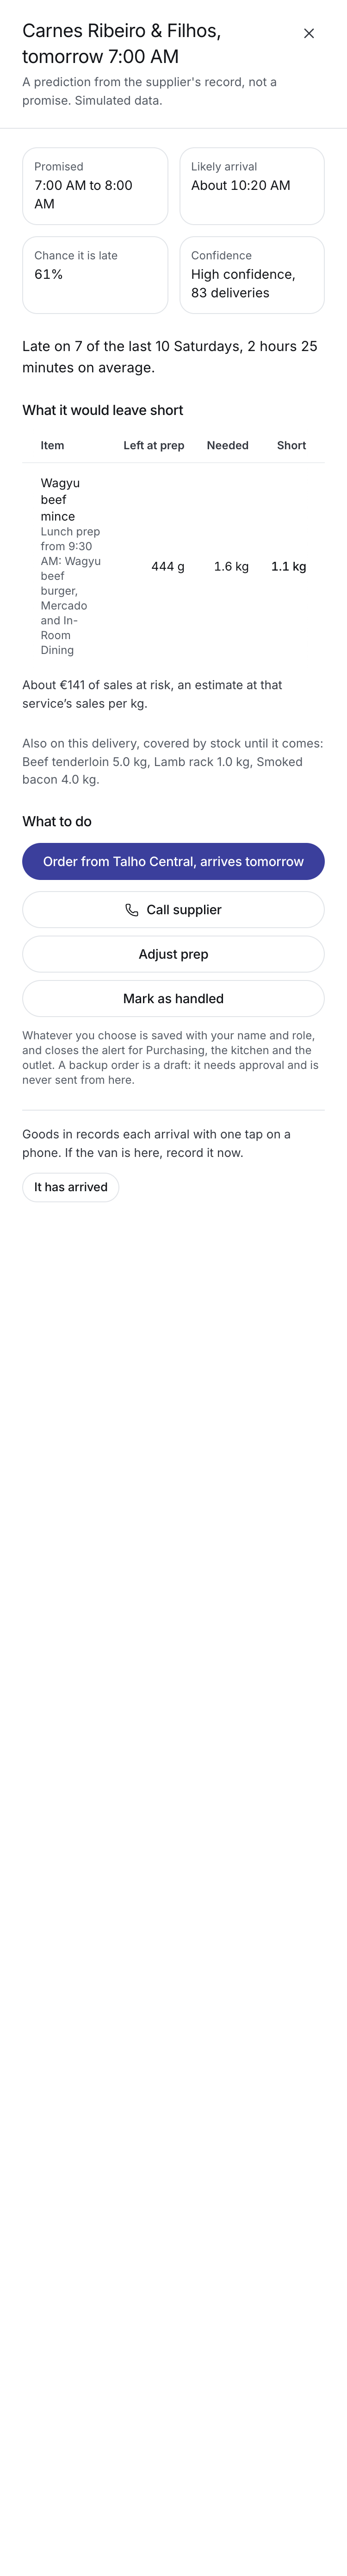 Carnes Ribeiro & Filhos,
tomorrow 7:00 AM
A prediction from the supplier's record, not a
promise. Simulated data.
Promised
7:00 AM to 8:00
AM
Likely arrival
About 10:20 AM
Chance it is late
61%
Confidence
High confidence,
83 deliveries
Late on 7 of the last 10 Saturdays, 2 hours 25
minutes on average.
What it would leave short
Item Left at prep Needed Short
Wagyu
beef
mince
Lunch prep
from 9:30
AM: Wagyu
beef
burger,
Mercado
and In-
Room
Dining
444 g 1.6 kg 1.1 kg
About €141 of sales at risk, an estimate at that
service’s sales per kg.
Also on this delivery, covered by stock until it comes:
Beef tenderloin 5.0 kg, Lamb rack 1.0 kg, Smoked
bacon 4.0 kg.
What to do
Order from Talho Central, arrives tomorrow
Call supplier
Adjust prep
Mark as handled
Whatever you choose is saved with your name and role,
and closes the alert for Purchasing, the kitchen and the
outlet. A backup order is a draft: it needs approval and is
never sent from here.
Goods in records each arrival with one tap on a
phone. If the van is here, record it now.
It has arrived